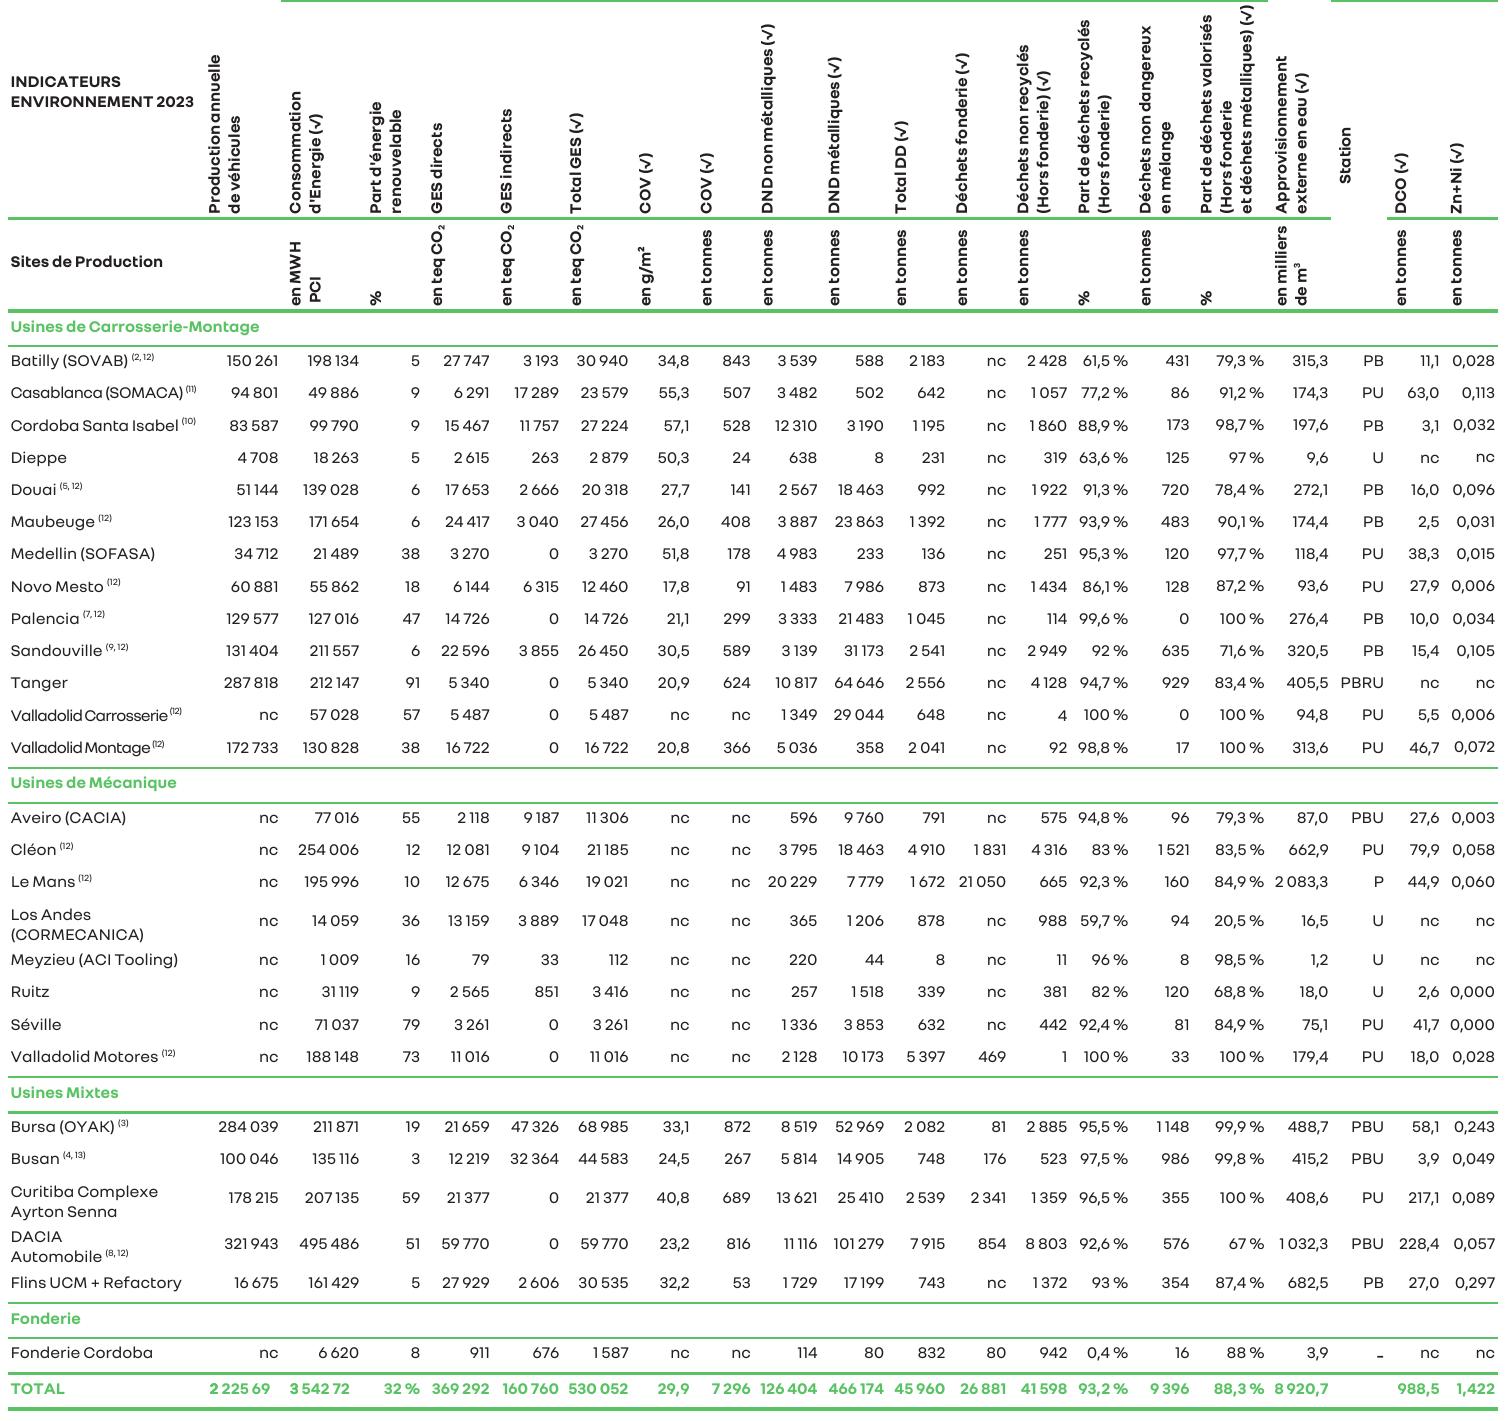 INDICATEURS
ENVIRONNEMENT 2023
Production annuelle
de véhicules
Consommation
d'Energie (√)
Part d'énergie
renouvelable
GES directs
GES indirects
Total GES (√)
COV (√)
COV (√)
DND non métalliques (√)
DND métalliques (√)
Total DD (√)
Déchets fonderie (√)
Déchets non recyclés
(Hors fonderie) (√)
Part de déchets recyclés
(Hors fonderie)
Déchets non dangereux
en mélange
Part de déchets valorisés
(Hors fonderie
et déchets métalliques) (√)
Approvisionnement
externe en eau (√)
Station
DCO (√)
Zn+Ni (√)
Sites de Production
en MWH
PCI
%
en teq CO₂
en teq CO₂
en teq CO₂
en g/m²
en tonnes
en tonnes
en tonnes
en tonnes
en tonnes
en tonnes
%
en tonnes
%
en milliers
de m³
en tonnes
en tonnes
Usines de Carrosserie-Montage
Batilly (SOVAB) (2, 12) 150 261 198 134 5 27 747 3 193 30 940 34,8 843 3 539 588 2 183 nc 2 428 61,5 % 431 79,3 % 315,3 PB 11,1 0,028
Casablanca (SOMACA) (11) 94 801 49 886 9 6 291 17 289 23 579 55,3 507 3 482 502 642 nc 1 057 77,2 % 86 91,2 % 174,3 PU 63,0 0,113
Cordoba Santa Isabel (10) 83 587 99 790 9 15 467 11 757 27 224 57,1 528 12 310 3 190 1 195 nc 1 860 88,9 % 173 98,7 % 197,6 PB 3,1 0,032
Dieppe 4 708 18 263 5 2 615 263 2 879 50,3 24 638 8 231 nc 319 63,6 % 125 97 % 9,6 U nc nc
Douai (5, 12) 51 144 139 028 6 17 653 2 666 20 318 27,7 141 2 567 18 463 992 nc 1 922 91,3 % 720 78,4 % 272,1 PB 16,0 0,096
Maubeuge (12) 123 153 171 654 6 24 417 3 040 27 456 26,0 408 3 887 23 863 1 392 nc 1 777 93,9 % 483 90,1 % 174,4 PB 2,5 0,031
Medellin (SOFASA) 34 712 21 489 38 3 270 0 3 270 51,8 178 4 983 233 136 nc 251 95,3 % 120 97,7 % 118,4 PU 38,3 0,015
Novo Mesto (12) 60 881 55 862 18 6 144 6 315 12 460 17,8 91 1 483 7 986 873 nc 1 434 86,1 % 128 87,2 % 93,6 PU 27,9 0,006
Palencia (7, 12) 129 577 127 016 47 14 726 0 14 726 21,1 299 3 333 21 483 1 045 nc 114 99,6 % 0 100 % 276,4 PB 10,0 0,034
Sandouville (9, 12) 131 404 211 557 6 22 596 3 855 26 450 30,5 589 3 139 31 173 2 541 nc 2 949 92 % 635 71,6 % 320,5 PB 15,4 0,105
Tanger 287 818 212 147 91 5 340 0 5 340 20,9 624 10 817 64 646 2 556 nc 4 128 94,7 % 929 83,4 % 405,5 PBRU nc nc
Valladolid Carrosserie (12) nc 57 028 57 5 487 0 5 487 nc nc 1 349 29 044 648 nc 4 100 % 0 100 % 94,8 PU 5,5 0,006
Valladolid Montage (12) 172 733 130 828 38 16 722 0 16 722 20,8 366 5 036 358 2 041 nc 92 98,8 % 17 100 % 313,6 PU 46,7 0,072
Usines de Mécanique
Aveiro (CACIA) nc 77 016 55 2 118 9 187 11 306 nc nc 596 9 760 791 nc 575 94,8 % 96 79,3 % 87,0 PBU 27,6 0,003
Cléon (12) nc 254 006 12 12 081 9 104 21 185 nc nc 3 795 18 463 4 910 1 831 4 316 83 % 1 521 83,5 % 662,9 PU 79,9 0,058
Le Mans (12) nc 195 996 10 12 675 6 346 19 021 nc nc 20 229 7 779 1 672 21 050 665 92,3 % 160 84,9 % 2 083,3 P 44,9 0,060
Los Andes
(CORMECANICA) nc 14 059 36 13 159 3 889 17 048 nc nc 365 1 206 878 nc 988 59,7 % 94 20,5 % 16,5 U nc nc
Meyzieu (ACI Tooling) nc 1 009 16 79 33 112 nc nc 220 44 8 nc 11 96 % 8 98,5 % 1,2 U nc nc
Ruitz nc 31 119 9 2 565 851 3 416 nc nc 257 1 518 339 nc 381 82 % 120 68,8 % 18,0 U 2,6 0,000
Séville nc 71 037 79 3 261 0 3 261 nc nc 1 336 3 853 632 nc 442 92,4 % 81 84,9 % 75,1 PU 41,7 0,000
Valladolid Motores (12) nc 188 148 73 11 016 0 11 016 nc nc 2 128 10 173 5 397 469 1 100 % 33 100 % 179,4 PU 18,0 0,028
Usines Mixtes
Bursa (OYAK) (3) 284 039 211 871 19 21 659 47 326 68 985 33,1 872 8 519 52 969 2 082 81 2 885 95,5 % 1 148 99,9 % 488,7 PBU 58,1 0,243
Busan (4, 13) 100 046 135 116 3 12 219 32 364 44 583 24,5 267 5 814 14 905 748 176 523 97,5 % 986 99,8 % 415,2 PBU 3,9 0,049
Curitiba Complexe
Ayrton Senna 178 215 207 135 59 21 377 0 21 377 40,8 689 13 621 25 410 2 539 2 341 1 359 96,5 % 355 100 % 408,6 PU 217,1 0,089
DACIA
Automobile (8, 12) 321 943 495 486 51 59 770 0 59 770 23,2 816 11 116 101 279 7 915 854 8 803 92,6 % 576 67 % 1 032,3 PBU 228,4 0,057
Flins UCM + Refactory 16 675 161 429 5 27 929 2 606 30 535 32,2 53 1 729 17 199 743 nc 1 372 93 % 354 87,4 % 682,5 PB 27,0 0,297
Fonderie
Fonderie Cordoba nc 6 620 8 911 676 1 587 nc nc 114 80 832 80 942 0,4 % 16 88 % 3,9 - nc nc
TOTAL 2 225 69 3 542 72 32 % 369 292 160 760 530 052 29,9 7 296 126 404 466 174 45 960 26 881 41 598 93,2 % 9 396 88,3 % 8 920,7 988,5 1,422